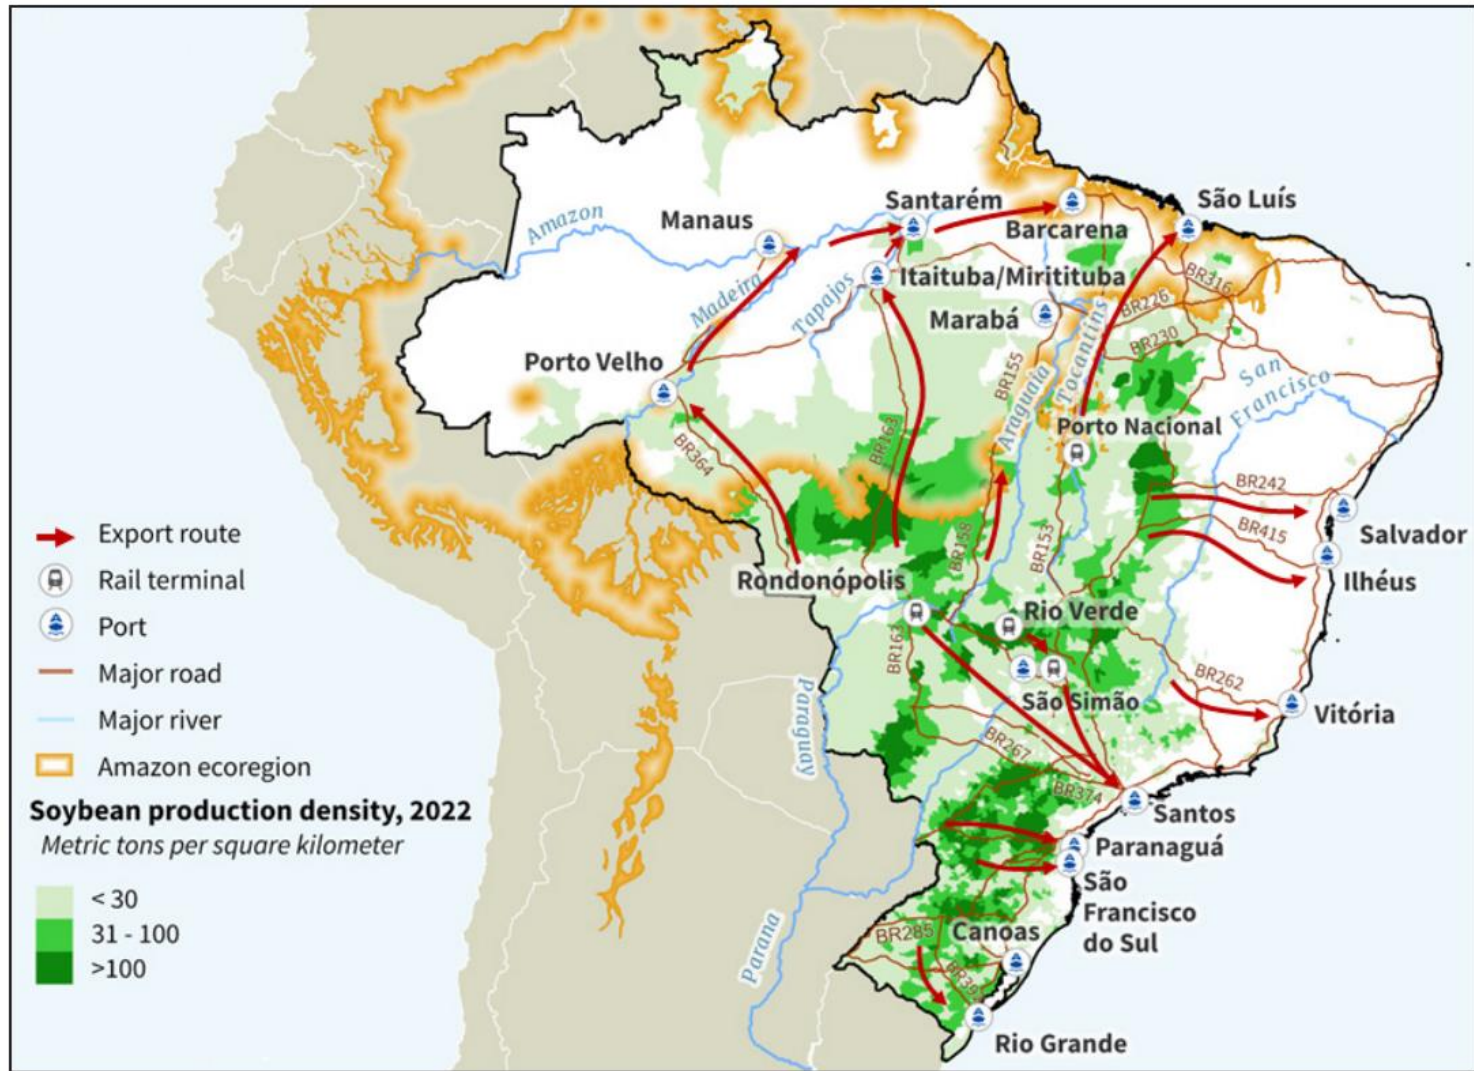 Amazon
Manaus
Santarém
Barcarena
São Luís
Madeira
Tapajos
Itaituba/Miritituba
BR316
Marabá
BR226
BR230
Tocantins
Porto Velho
BR155
Araguaia
San
Francisco
BR163
Porto Nacional
BR364
BR242
Salvador
BR415
Ilhéus
BR158
BR153
Rondonópolis
Rio Verde
BR163
São Simão
BR262
Vitória
Paraguay
BR267
BR374
Santos
Paranaguá
São
Francisco
do Sul
Canoas
BR285
Parana
Rio Grande
Export route
Rail terminal
Port
Major road
Major river
Amazon ecoregion
Soybean production density, 2022
Metric tons per square kilometer
< 30
31 - 100
>100